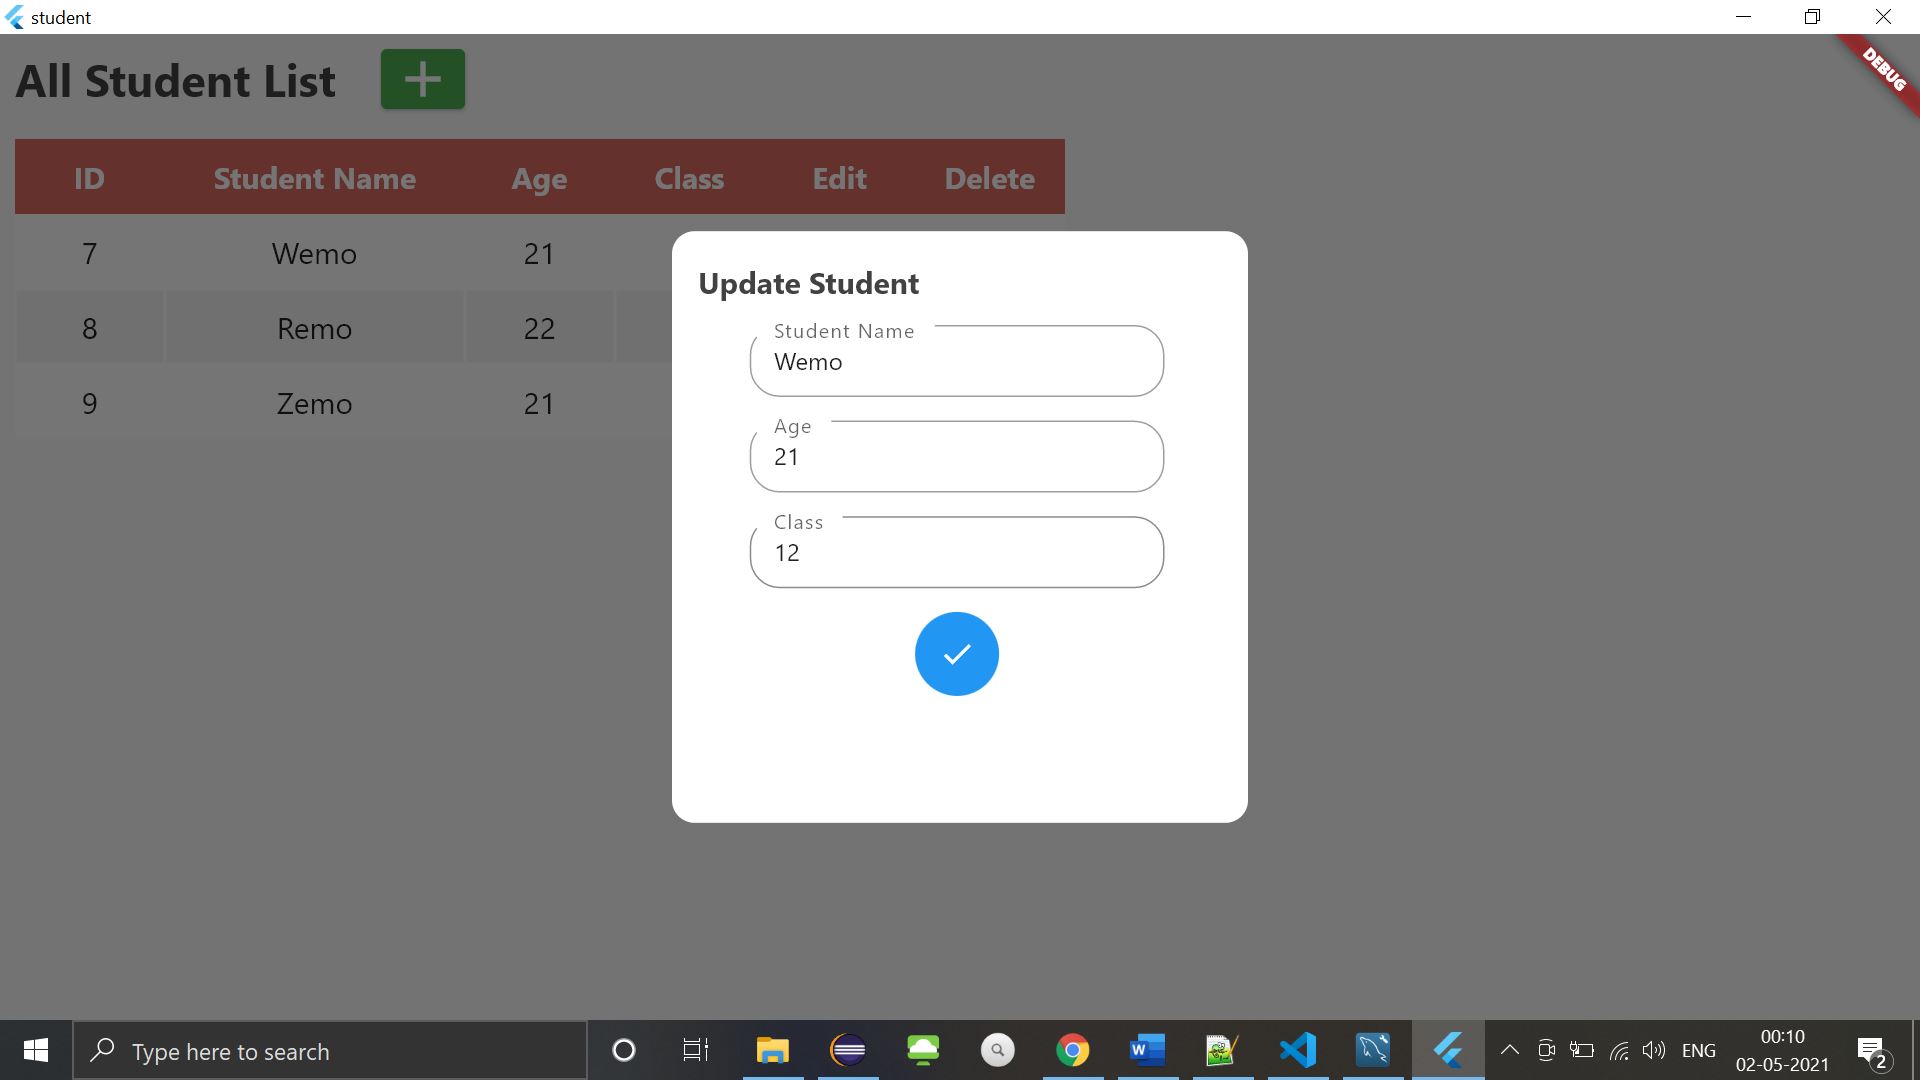 student
DEBUG
All Student List
ID Student Name Age Class Edit Delete
7 Wemo 21
8 Remo 22
9 Zemo 21
Update Student
Student Name
Wemo
Age
21
Class
12
Type here to search
W
ENG
00:10
02-05-2021
2